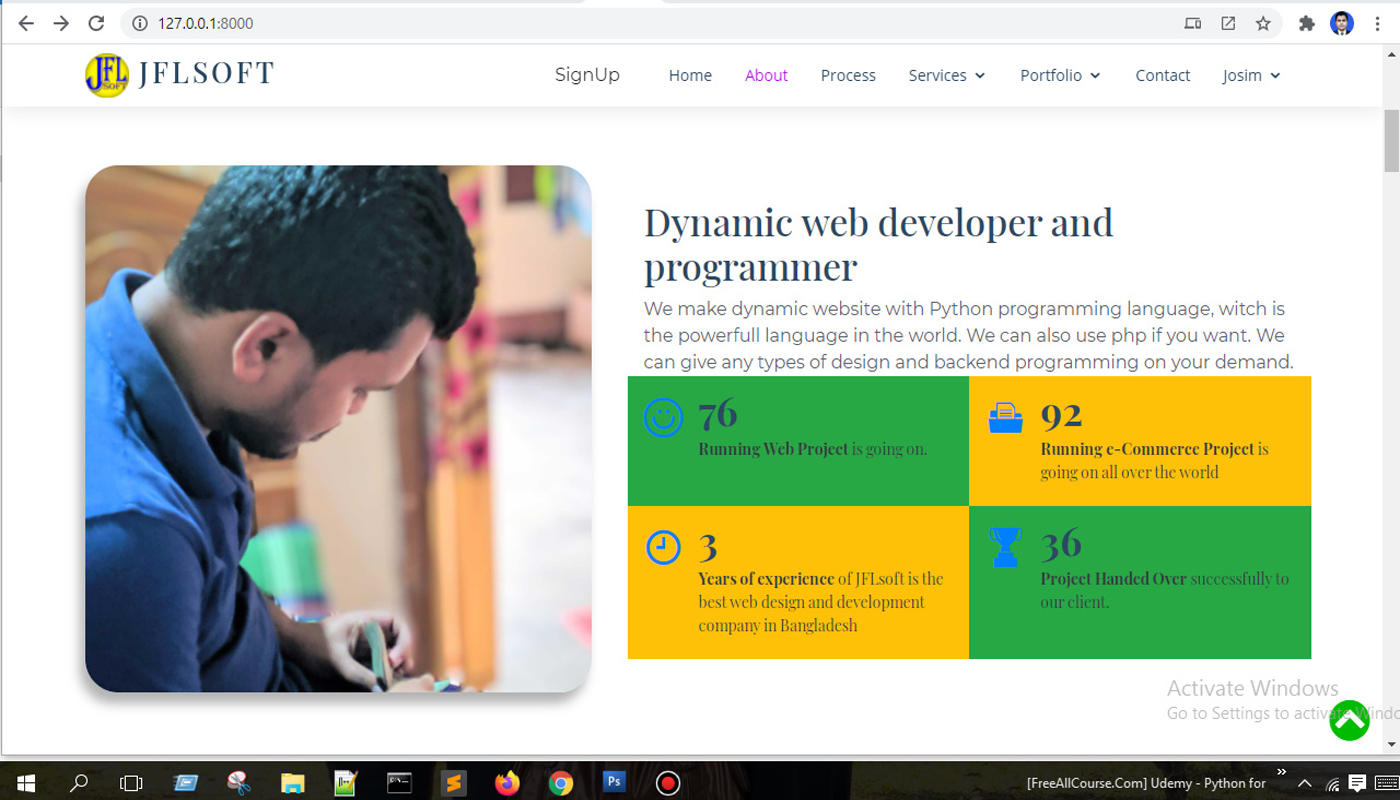 127.0.0.1:8000
JFL
SOFT
JFLSOFT
SignUp Home About Process Services Portfolio Contact Josim
Dynamic web developer and
programmer
We make dynamic website with Python programming language, witch is
the powerfull language in the world. We can also use php if you want. We
can give any types of design and backend programming on your demand.
76
Running Web Project is going on.
92
Running e-Commerce Project is
going on all over the world
3
Years of experience of JFLsoft is the
best web design and development
company in Bangladesh
36
Project Handed Over successfully to
our client.
Activate Windows
Go to Settings to activate Windo
Ps
[FreeAllCourse.Com] Udemy - Python for